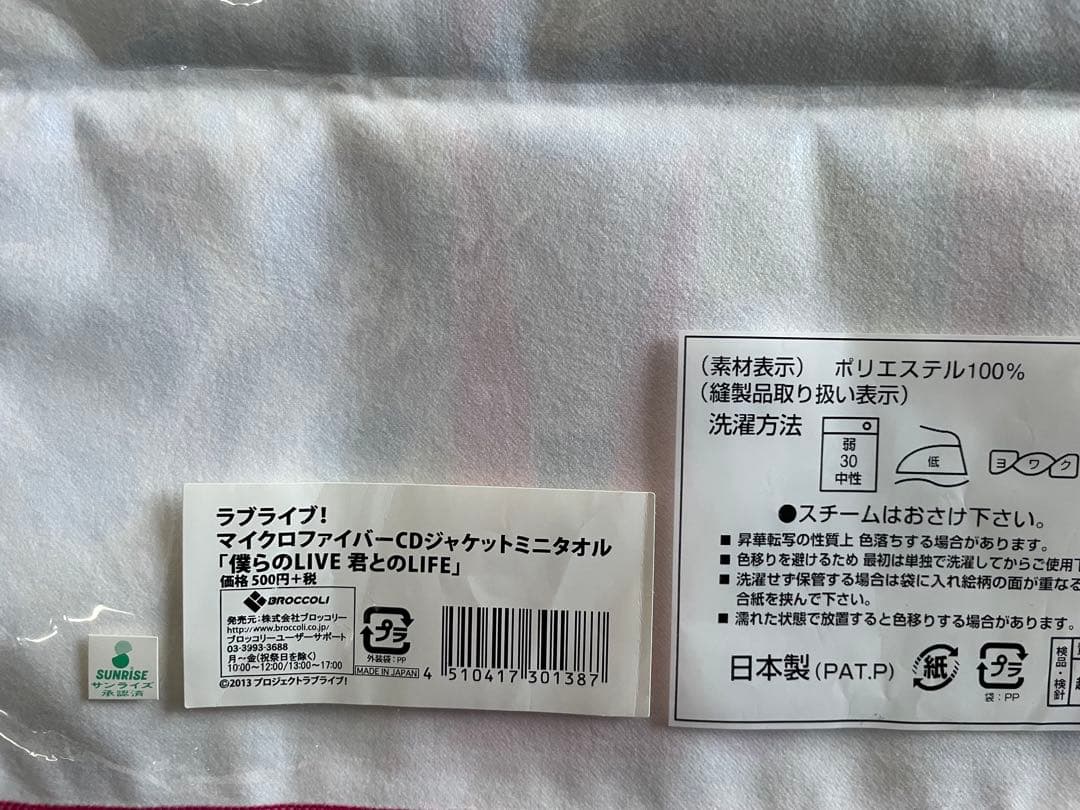 ラブライブ!
マイクロファイバーCDジャケットミニタオル
「僕らのLIVE 君とのLIFE」
価格 500円+税
BROCCOLI
発売元:株式会社ブロッコリー
http://www.broccoli.co.jp/
ブロッコリーユーザーサポート
03-3993-3688
月〜金(祝祭日を除く)
10:00〜12:00/13:00〜17:00
©2013 プロジェクトラブライブ!
プラ
外装袋:PP
MADE IN JAPAN
4 510417 301387
SUNRISE
サンライズ
承認済
(素材表示) ポリエステル100%
(縫製品取り扱い表示)
洗濯方法
弱
30
中性
低
ヨワク
●スチームはおさけ下さい。
■ 昇華転写の性質上 色落ちする場合があります。
■ 色移りを避けるため 最初は単独で洗濯してからご使用下
■ 洗濯せず保管する場合は袋に入れ絵柄の面が重なる
合紙を挟んで下さい。
■ 濡れた状態で放置すると色移りする場合があります。
日本製(PAT.P)
紙
プラ
袋:PP
検品・検針